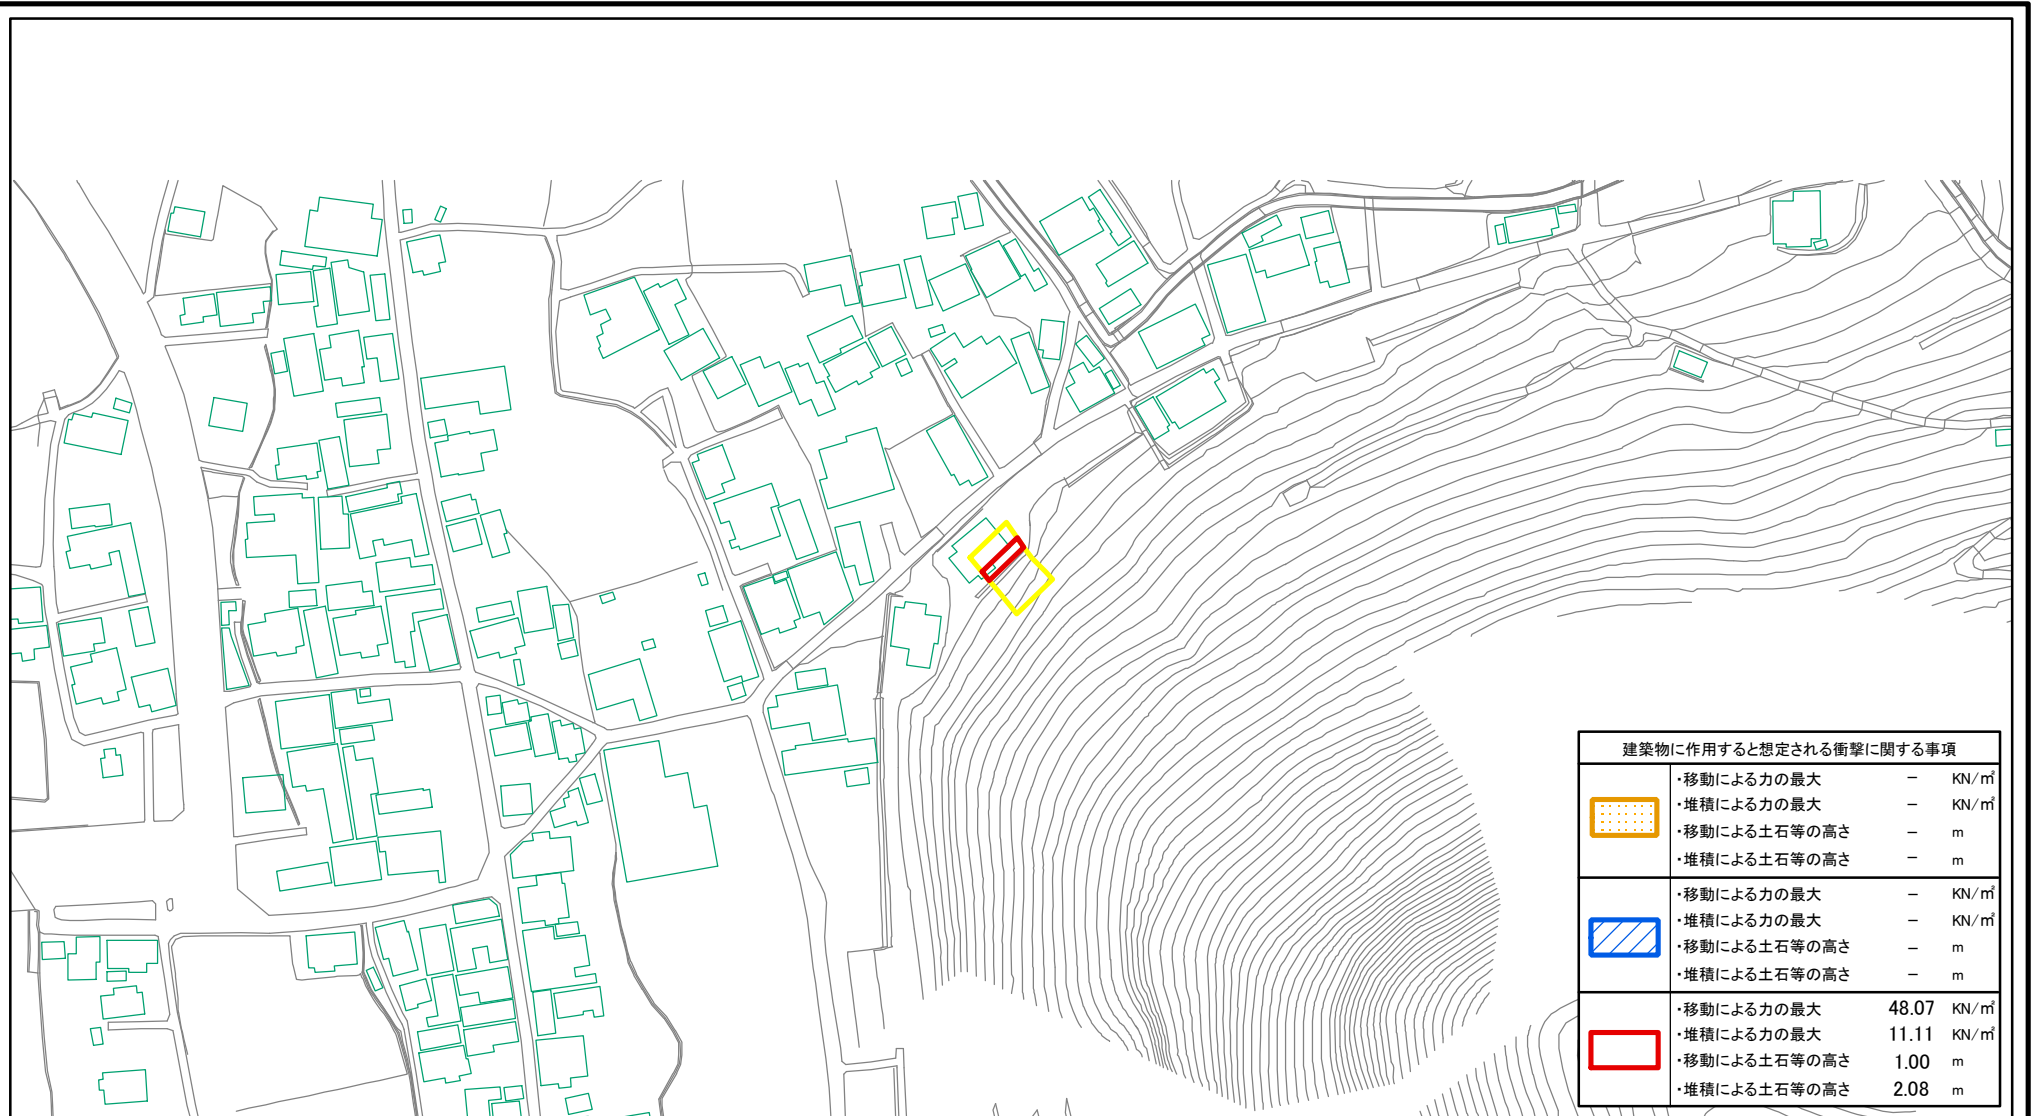 建築物に作用すると想定される衝撃に関する事項
・移動による力の最大 － KN/㎡
・堆積による力の最大 － KN/㎡
・移動による土石等の高さ － m
・堆積による土石等の高さ － m
・移動による力の最大 － KN/㎡
・堆積による力の最大 － KN/㎡
・移動による土石等の高さ － m
・堆積による土石等の高さ － m
・移動による力の最大 48.07 KN/㎡
・堆積による力の最大 11.11 KN/㎡
・移動による土石等の高さ 1.00 m
・堆積による土石等の高さ 2.08 m